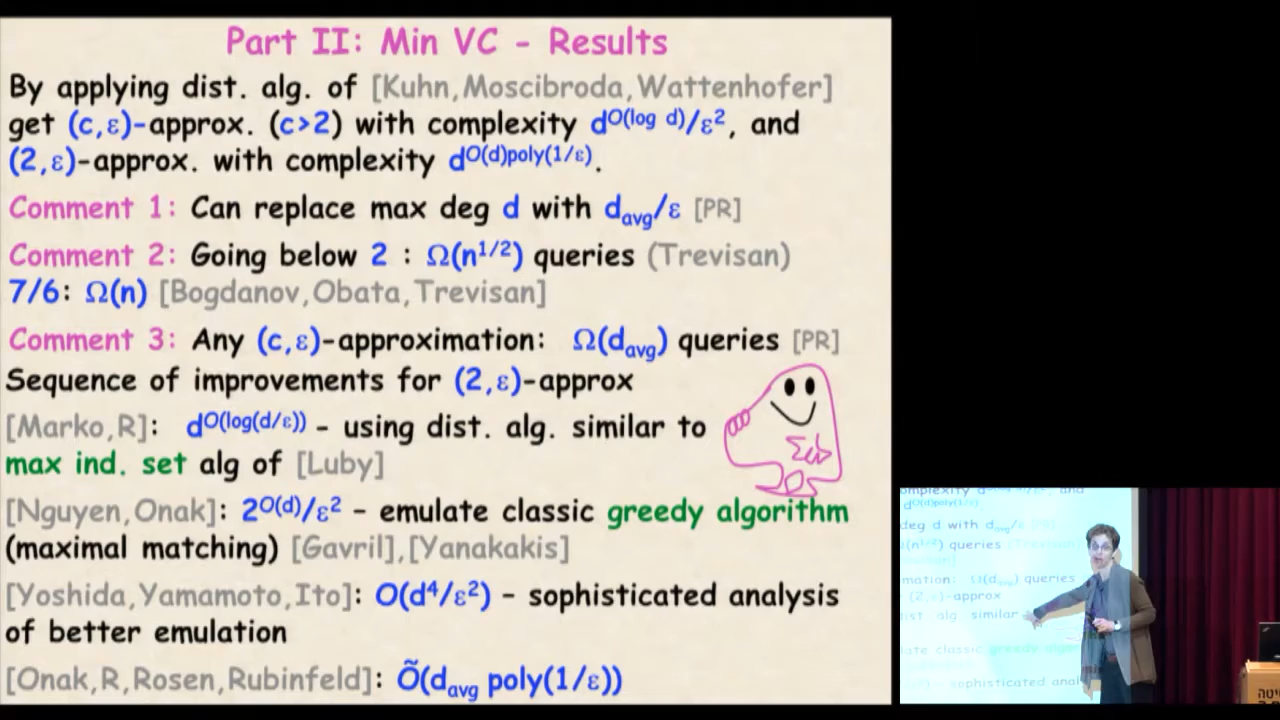 Part II: Min VC - Results
By applying dist. alg. of [Kuhn,Moscibroda,Wattenhofer]
get (c,ε)-approx. (c>2) with complexity d^O(log d)/ε², and
(2,ε)-approx. with complexity d^O(d)poly(1/ε).
Comment 1: Can replace max deg d with d_avg/ε [PR]
Comment 2: Going below 2 : Ω(n^1/2) queries (Trevisan)
7/6: Ω(n) [Bogdanov,Obata,Trevisan]
Comment 3: Any (c,ε)-approximation: Ω(d_avg) queries [PR]
Sequence of improvements for (2,ε)-approx
[Marko,R]: d^O(log(d/ε)) - using dist. alg. similar to
max ind. set alg of [Luby]
[Nguyen,Onak]: 2^O(d)/ε² - emulate classic greedy algorithm
(maximal matching) [Gavril],[Yanakakis]
[Yoshida,Yamamoto,Ito]: O(d⁴/ε²) - sophisticated analysis
of better emulation
[Onak,R,Rosen,Rubinfeld]: Õ(d_avg poly(1/ε))